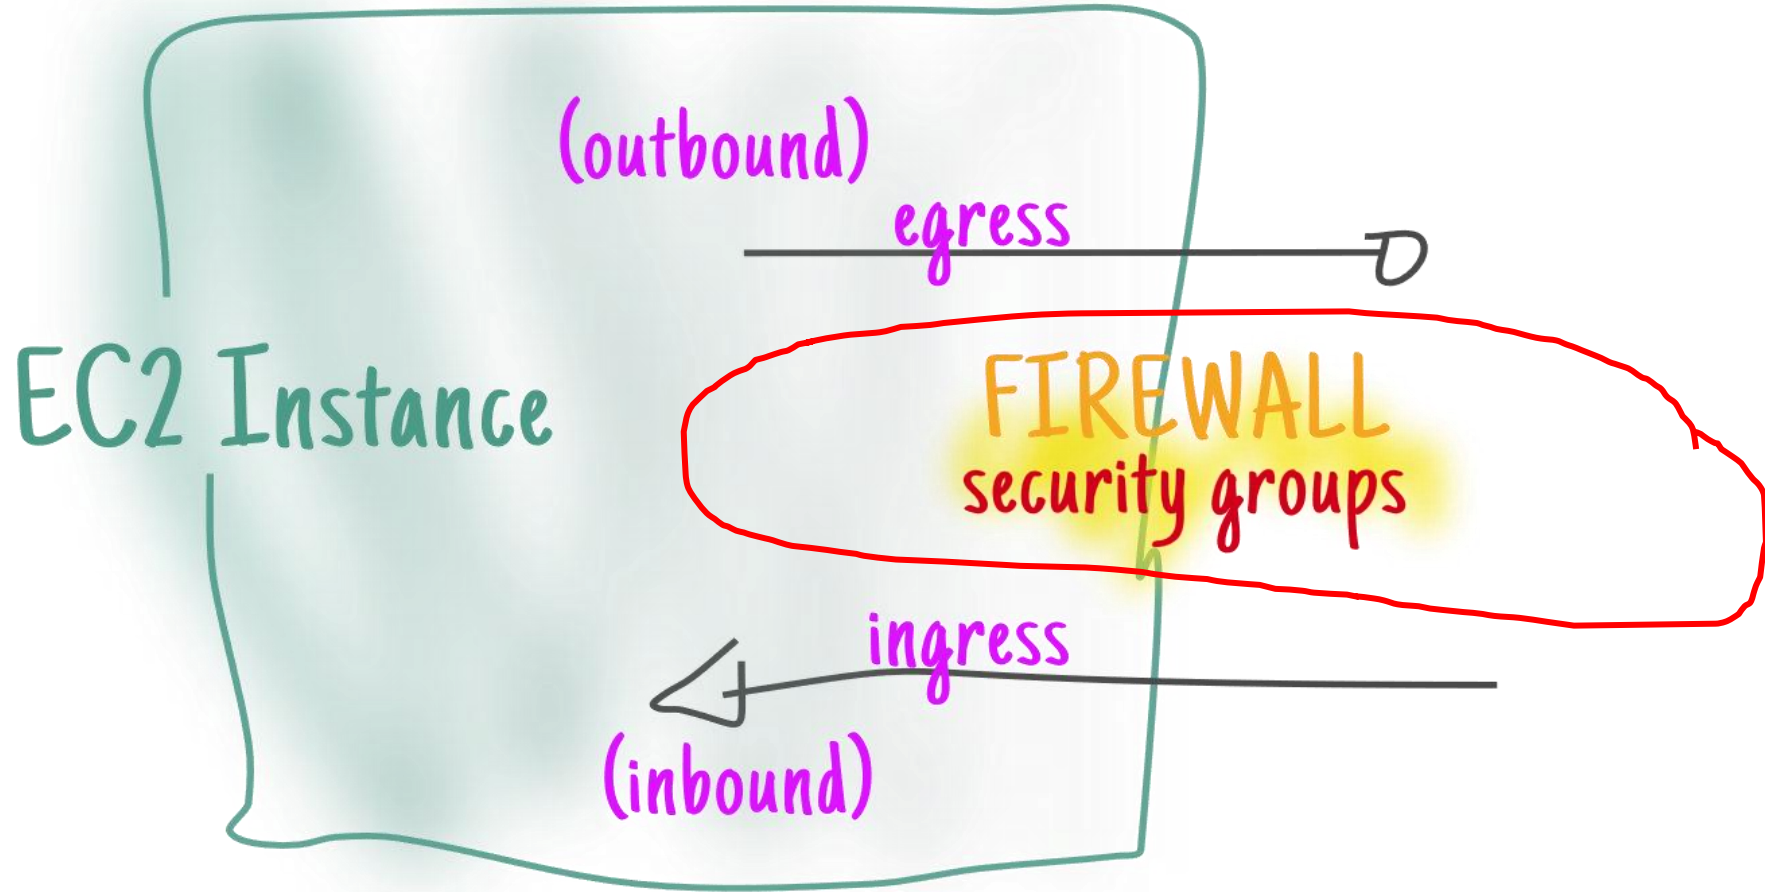 (outbound)
egress
EC2 Instance
FIREWALL
security groups
ingress
(inbound)